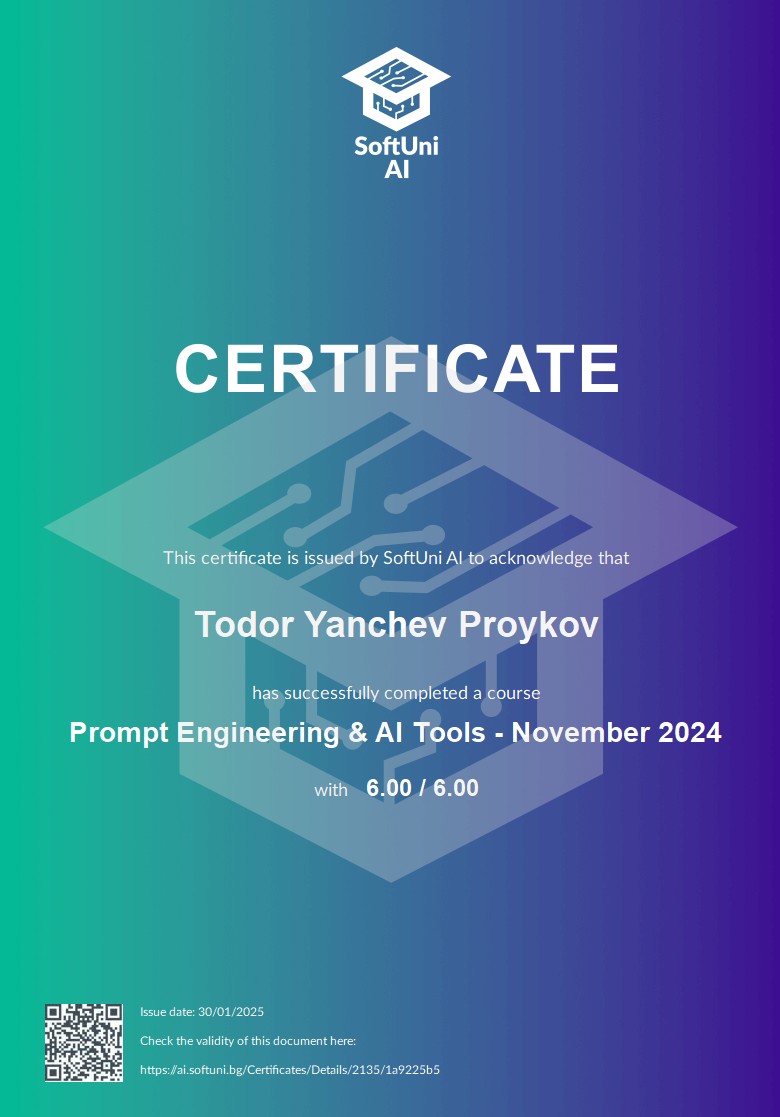 SoftUni
AI
CERTIFICATE
This certificate is issued by SoftUni AI to acknowledge that
Todor Yanchev Proykov
has successfully completed a course
Prompt Engineering & AI Tools - November 2024
with 6.00 / 6.00
Issue date: 30/01/2025
Check the validity of this document here:
https://ai.softuni.bg/Certificates/Details/2135/1a9225b5